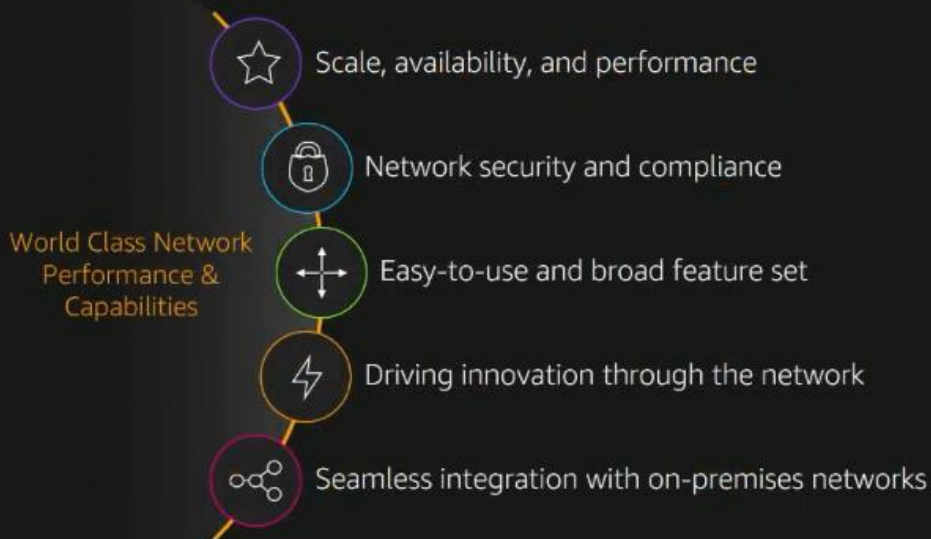 Scale, availability, and performance
Network security and compliance
World Class Network
Performance &
Capabilities
Easy-to-use and broad feature set
Driving innovation through the network
Seamless integration with on-premises networks